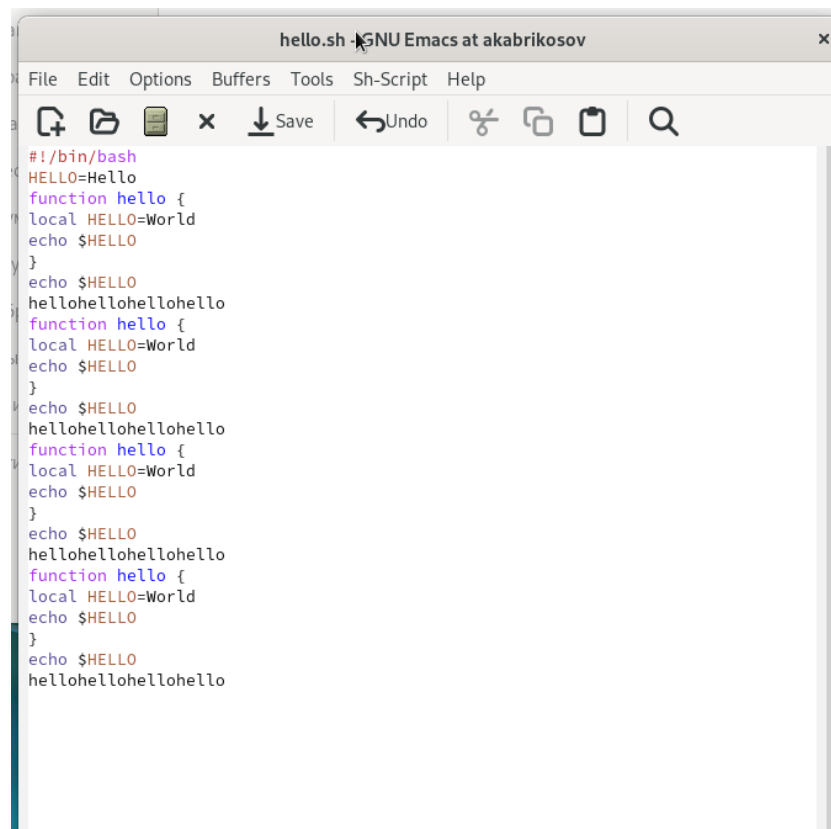 hello.sh - GNU Emacs at akabrikosov
File Edit Options Buffers Tools Sh-Script Help
Save Undo
#!/bin/bash
HELLO=Hello
function hello {
local HELLO=World
echo $HELLO
}
echo $HELLO
hellohellohellohello
function hello {
local HELLO=World
echo $HELLO
}
echo $HELLO
hellohellohellohello
function hello {
local HELLO=World
echo $HELLO
}
echo $HELLO
hellohellohellohello
function hello {
local HELLO=World
echo $HELLO
}
echo $HELLO
hellohellohellohello